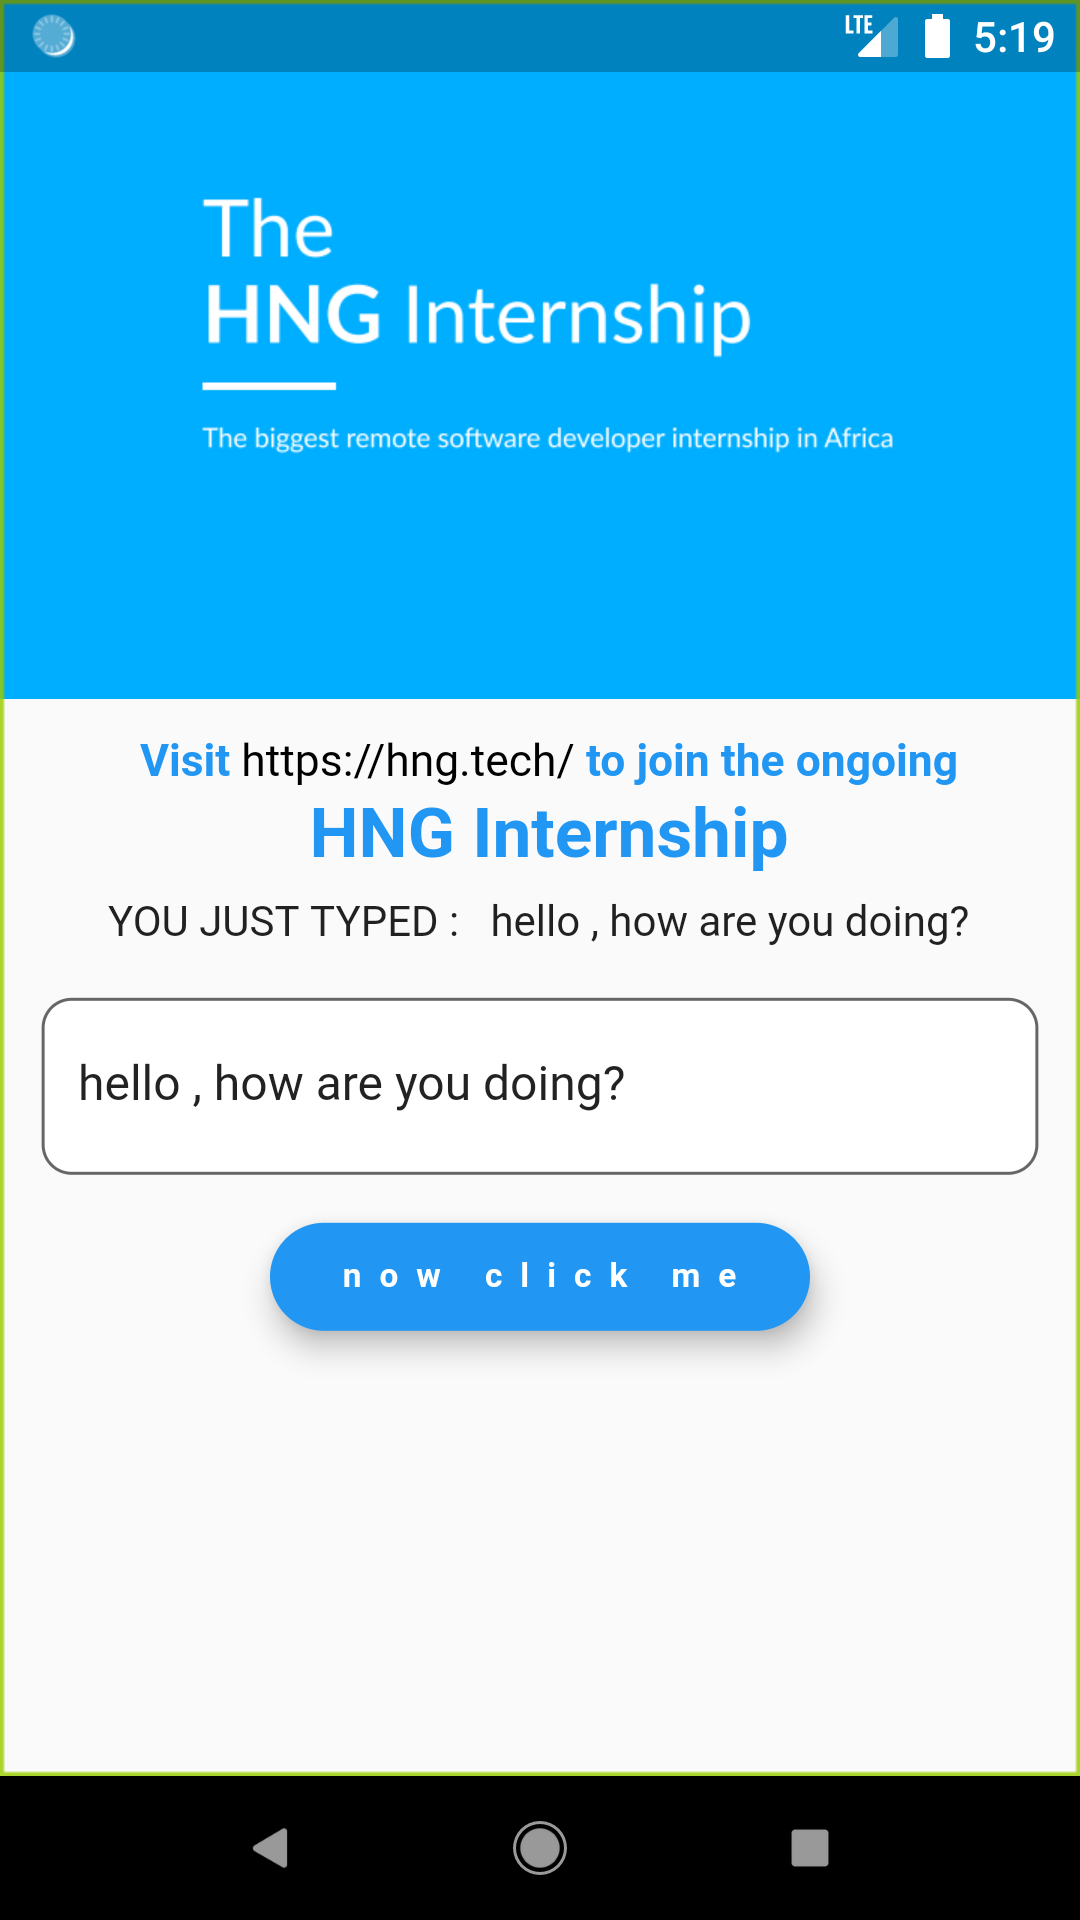 LTE 5:19
The
HNG Internship
The biggest remote software developer internship in Africa
Visit https://hng.tech/ to join the ongoing
HNG Internship
YOU JUST TYPED : hello , how are you doing?
hello , how are you doing?
now click me